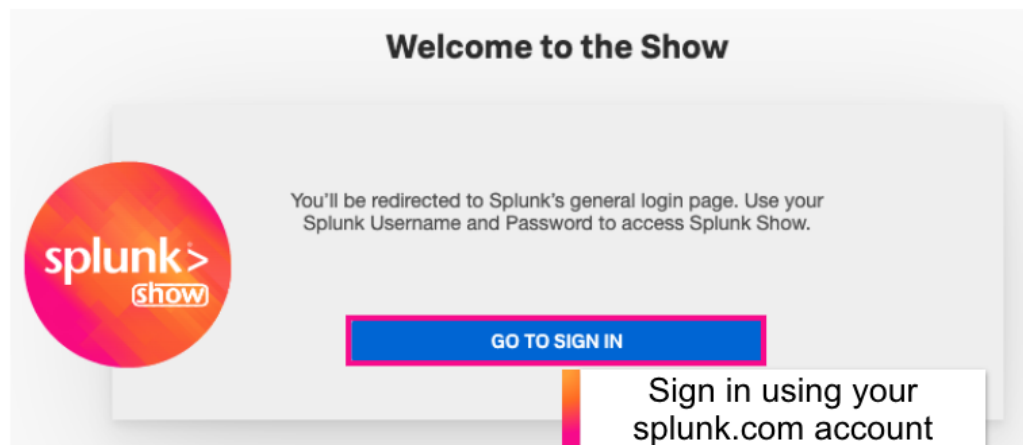 Welcome to the Show
You'll be redirected to Splunk's general login page. Use your
Splunk Username and Password to access Splunk Show.
splunk>
show
GO TO SIGN IN
Sign in using your
splunk.com account